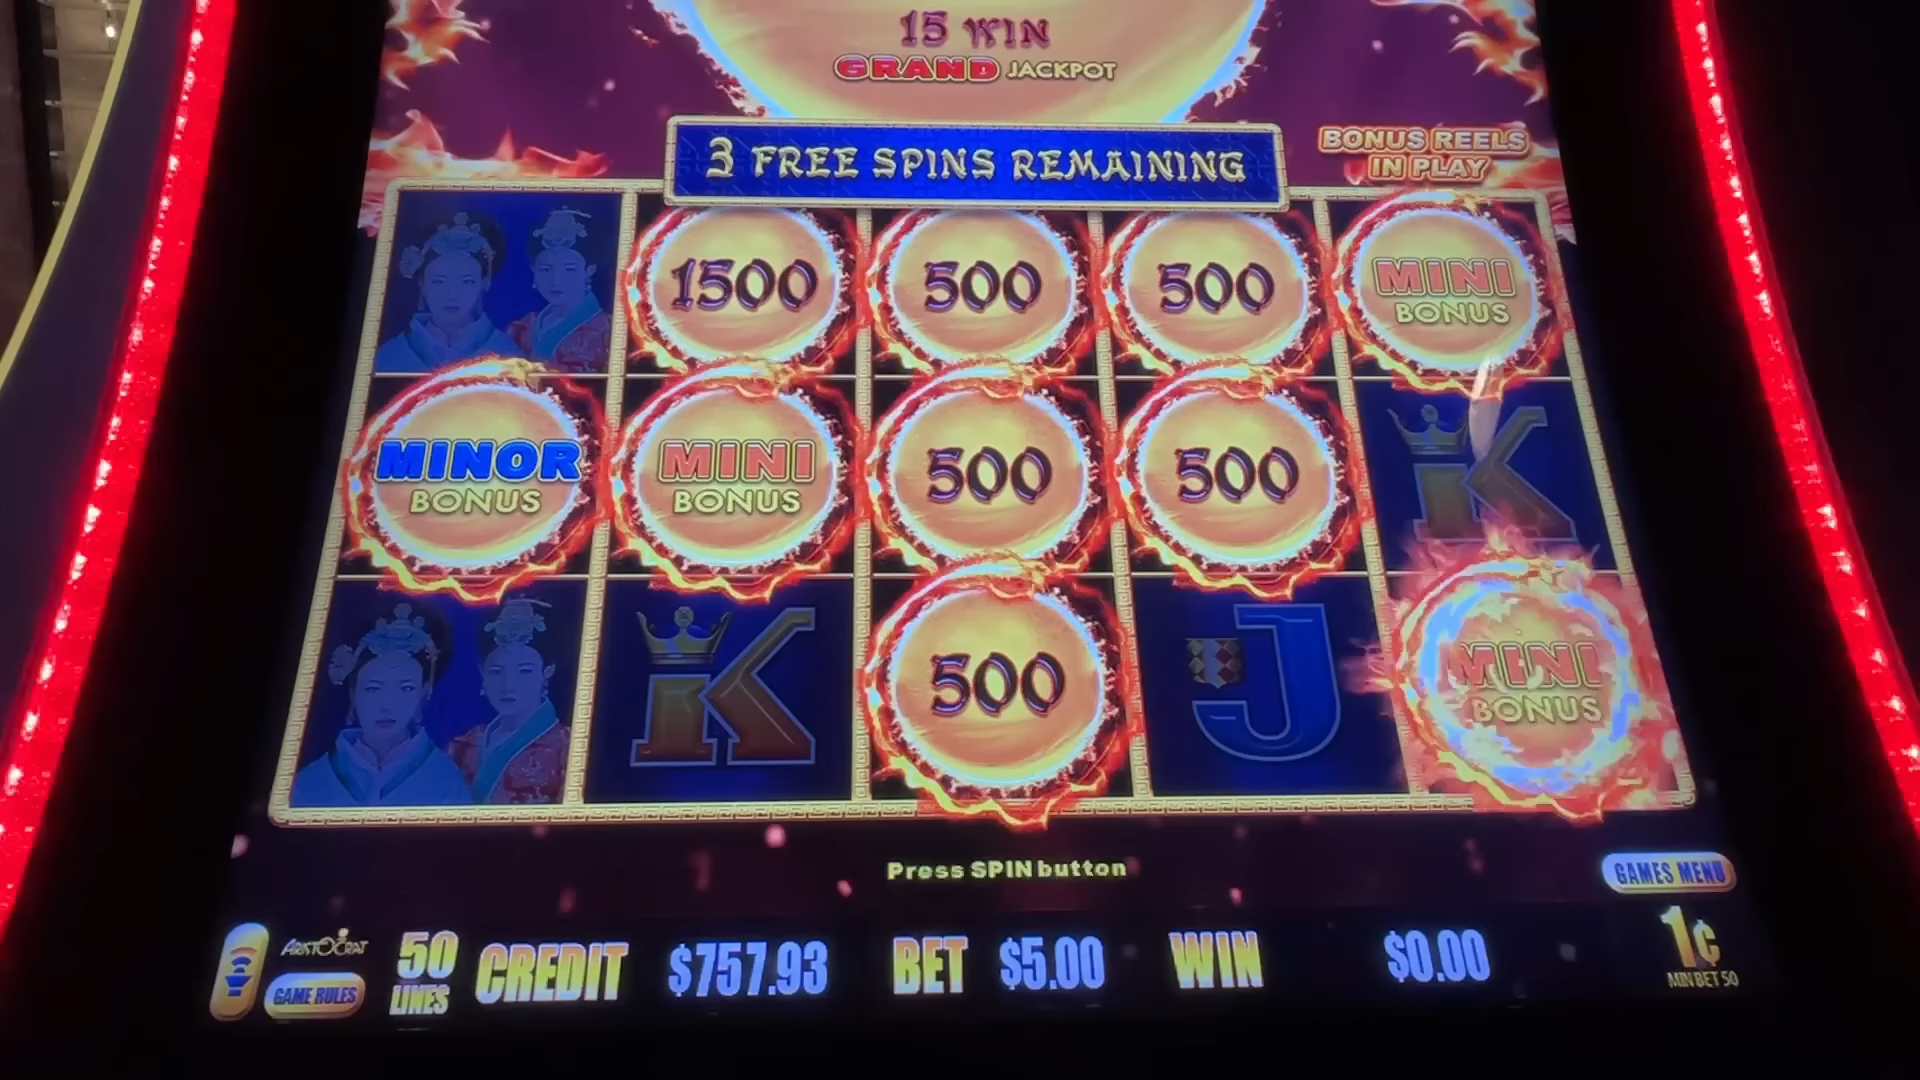 15 WIN
GRAND JACKPOT
3 FREE SPINS REMAINING
BONUS REELS
IN PLAY
1500
500
500
MINI
BONUS
MINOR
BONUS
MINI
BONUS
500
500
K
K
500
J
MINI
BONUS
Press SPIN button
GAMES MENU
ARISTOCRAT
GAME RULES
50
LINES
CREDIT $757.93
BET $5.00
WIN $0.00
1¢
MIN BET 50